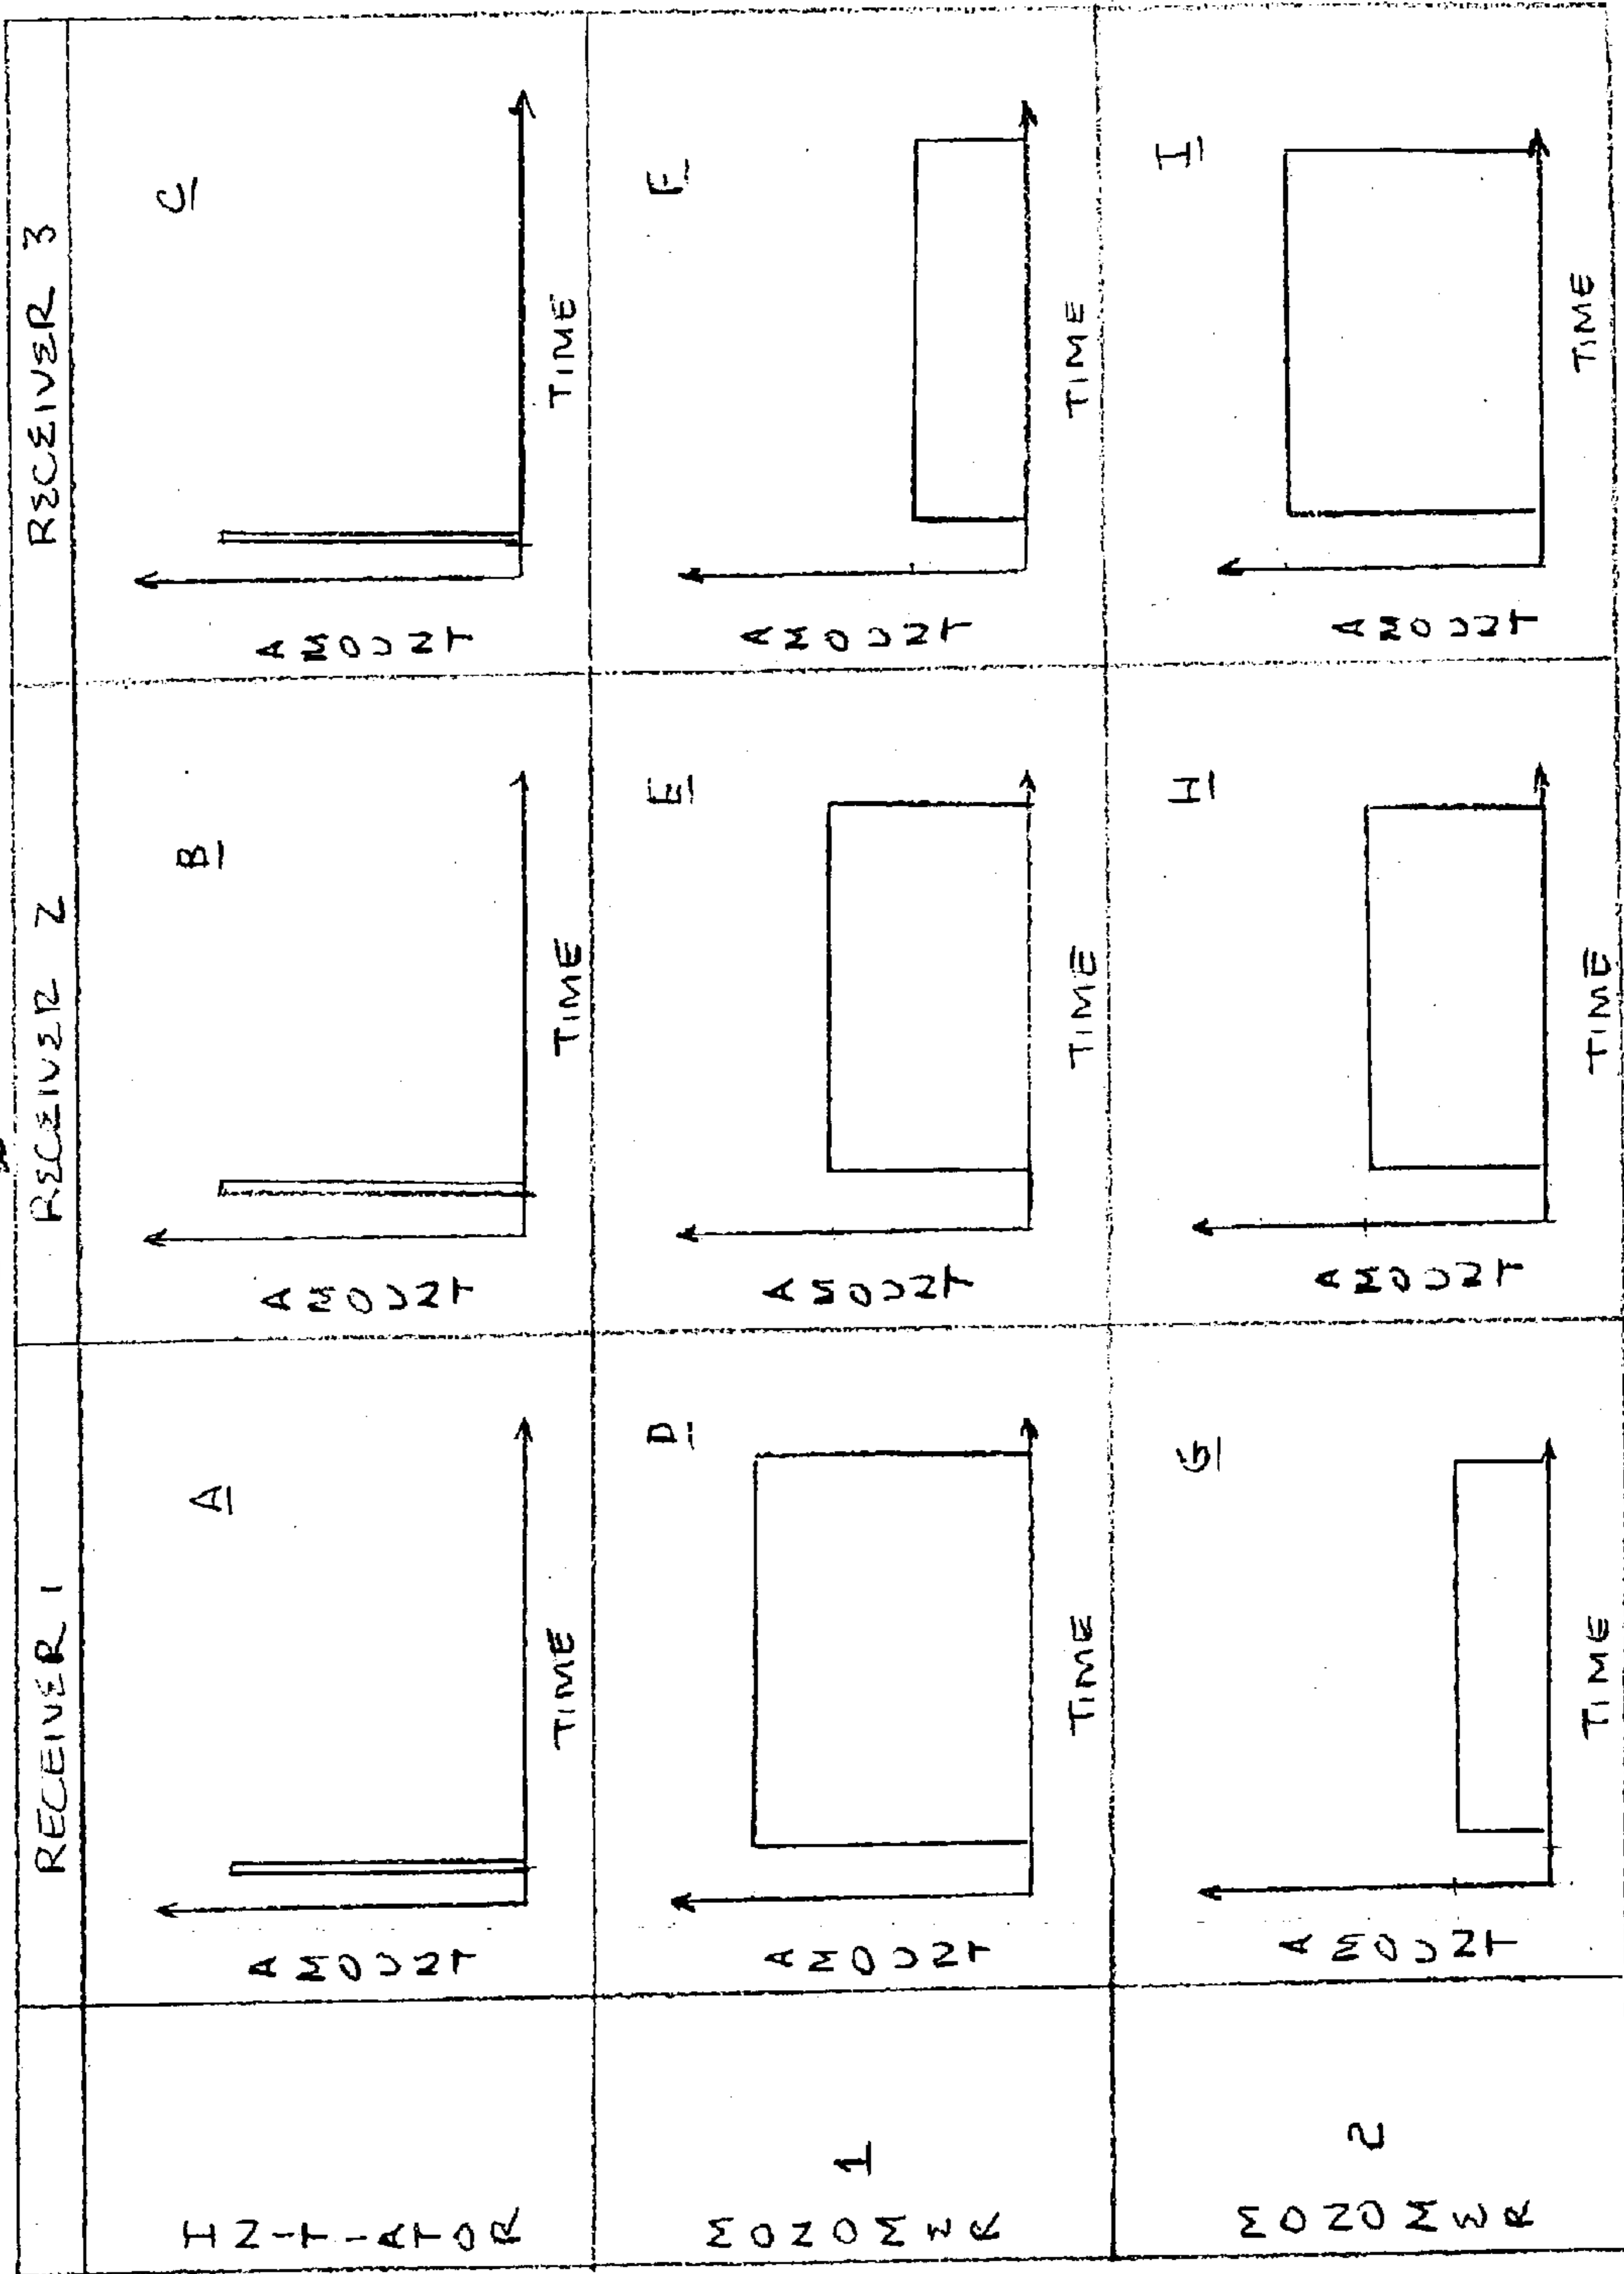 RECEIVER 1 RECEIVER 2 RECEIVER 3
INITIATOR
AMOUNT
A
TIME
AMOUNT
B
TIME
AMOUNT
C
TIME
MONOMER 1
AMOUNT
D
TIME
AMOUNT
E
TIME
AMOUNT
F
TIME
MONOMER 2
AMOUNT
G
TIME
AMOUNT
H
TIME
AMOUNT
I
TIME